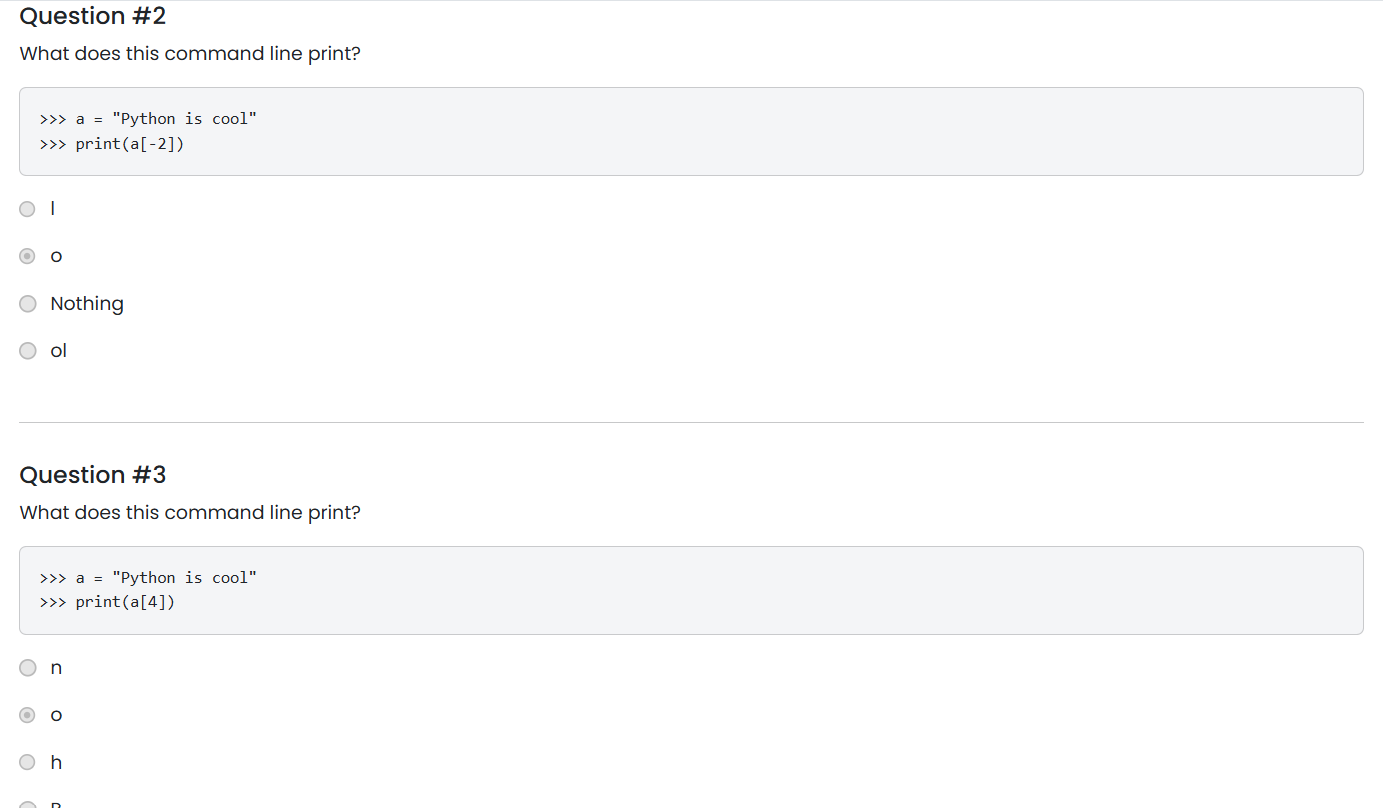 Question #2
What does this command line print?
>>> a = "Python is cool"
>>> print(a[-2])
l
o
Nothing
ol
Question #3
What does this command line print?
>>> a = "Python is cool"
>>> print(a[4])
n
o
h